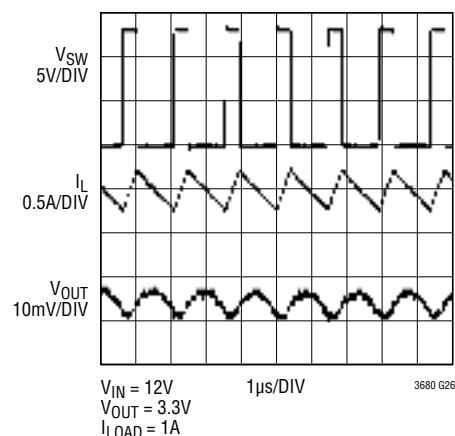 VSW
5V/DIV
IL
0.5A/DIV
VOUT
10mV/DIV
VIN = 12V
VOUT = 3.3V
ILOAD = 1A
1µs/DIV
3680 G26